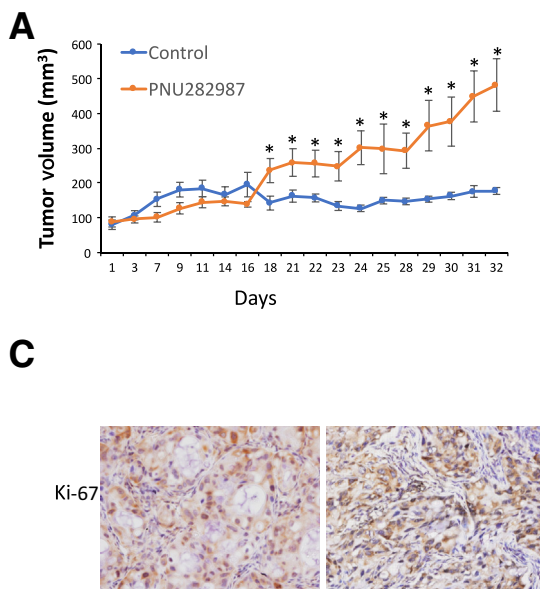 A
Tumor volume (mm³)
600
500
400
300
200
100
0
Control
PNU282987
* * * * * * * * * * *
1 3 7 9 11 14 16 18 21 22 23 24 25 28 29 30 31 32
Days
C
Ki-67